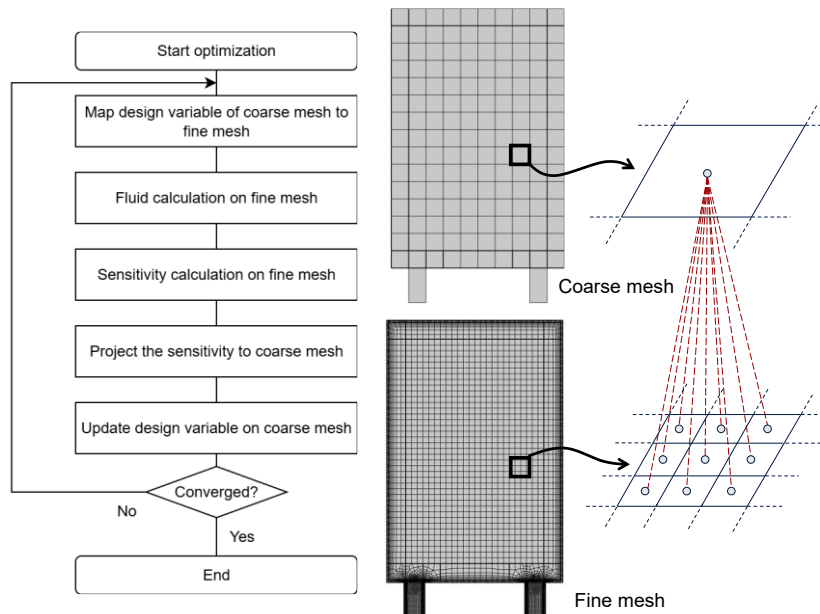 Start optimization
Map design variable of coarse mesh to
fine mesh
Fluid calculation on fine mesh
Sensitivity calculation on fine mesh
Project the sensitivity to coarse mesh
Update design variable on coarse mesh
Converged?
No
Yes
End
Coarse mesh
Fine mesh